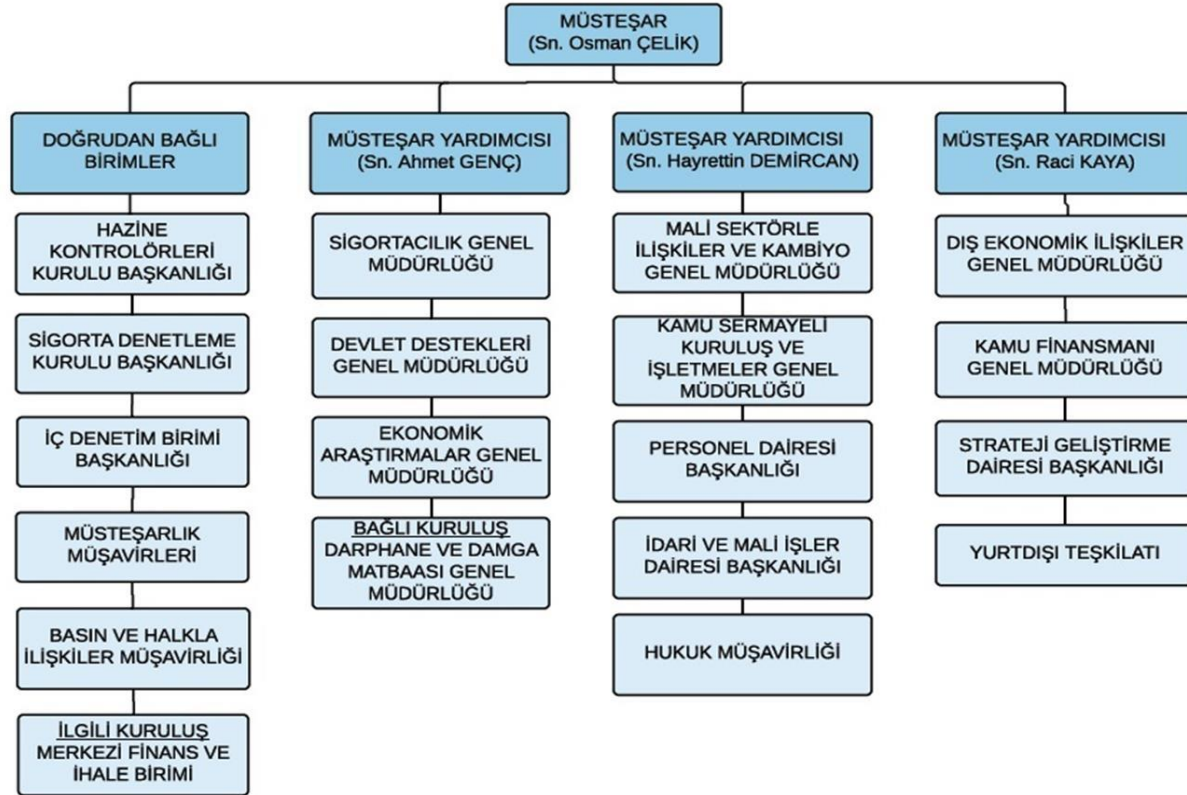 MÜSTEŞAR
(Sn. Osman ÇELİK)
DOĞRUDAN BAĞLI
BİRİMLER
HAZİNE
KONTROLÖRLERİ
KURULU BAŞKANLIĞI
SİGORTA DENETLEME
KURULU BAŞKANLIĞI
İÇ DENETİM BİRİMİ
BAŞKANLIĞI
MÜSTEŞARLIK
MÜŞAVİRLERİ
BASIN VE HALKLA
İLİŞKİLER MÜŞAVİRLİĞİ
İLGİLİ KURULUŞ
MERKEZİ FİNANS VE
İHALE BİRİMİ
MÜSTEŞAR YARDIMCISI
(Sn. Ahmet GENÇ)
SİGORTACILIK GENEL
MÜDÜRLÜĞÜ
DEVLET DESTEKLERİ
GENEL MÜDÜRLÜĞÜ
EKONOMİK
ARAŞTIRMALAR GENEL
MÜDÜRLÜĞÜ
BAĞLI KURULUŞ
DARPHANE VE DAMGA
MATBAASI GENEL
MÜDÜRLÜĞÜ
MÜSTEŞAR YARDIMCISI
(Sn. Hayrettin DEMİRCAN)
MALİ SEKTÖRLE
İLİŞKİLER VE KAMBİYO
GENEL MÜDÜRLÜĞÜ
KAMU SERMAYELİ
KURULUŞ VE
İŞLETMELER GENEL
MÜDÜRLÜĞÜ
PERSONEL DAİRESİ
BAŞKANLIĞI
İDARİ VE MALİ İŞLER
DAİRESİ BAŞKANLIĞI
HUKUK MÜŞAVİRLİĞİ
MÜSTEŞAR YARDIMCISI
(Sn. Raci KAYA)
DIŞ EKONOMİK İLİŞKİLER
GENEL MÜDÜRLÜĞÜ
KAMU FİNANSMANI
GENEL MÜDÜRLÜĞÜ
STRATEJİ GELİŞTİRME
DAİRESİ BAŞKANLIĞI
YURTDIŞI TEŞKİLATI